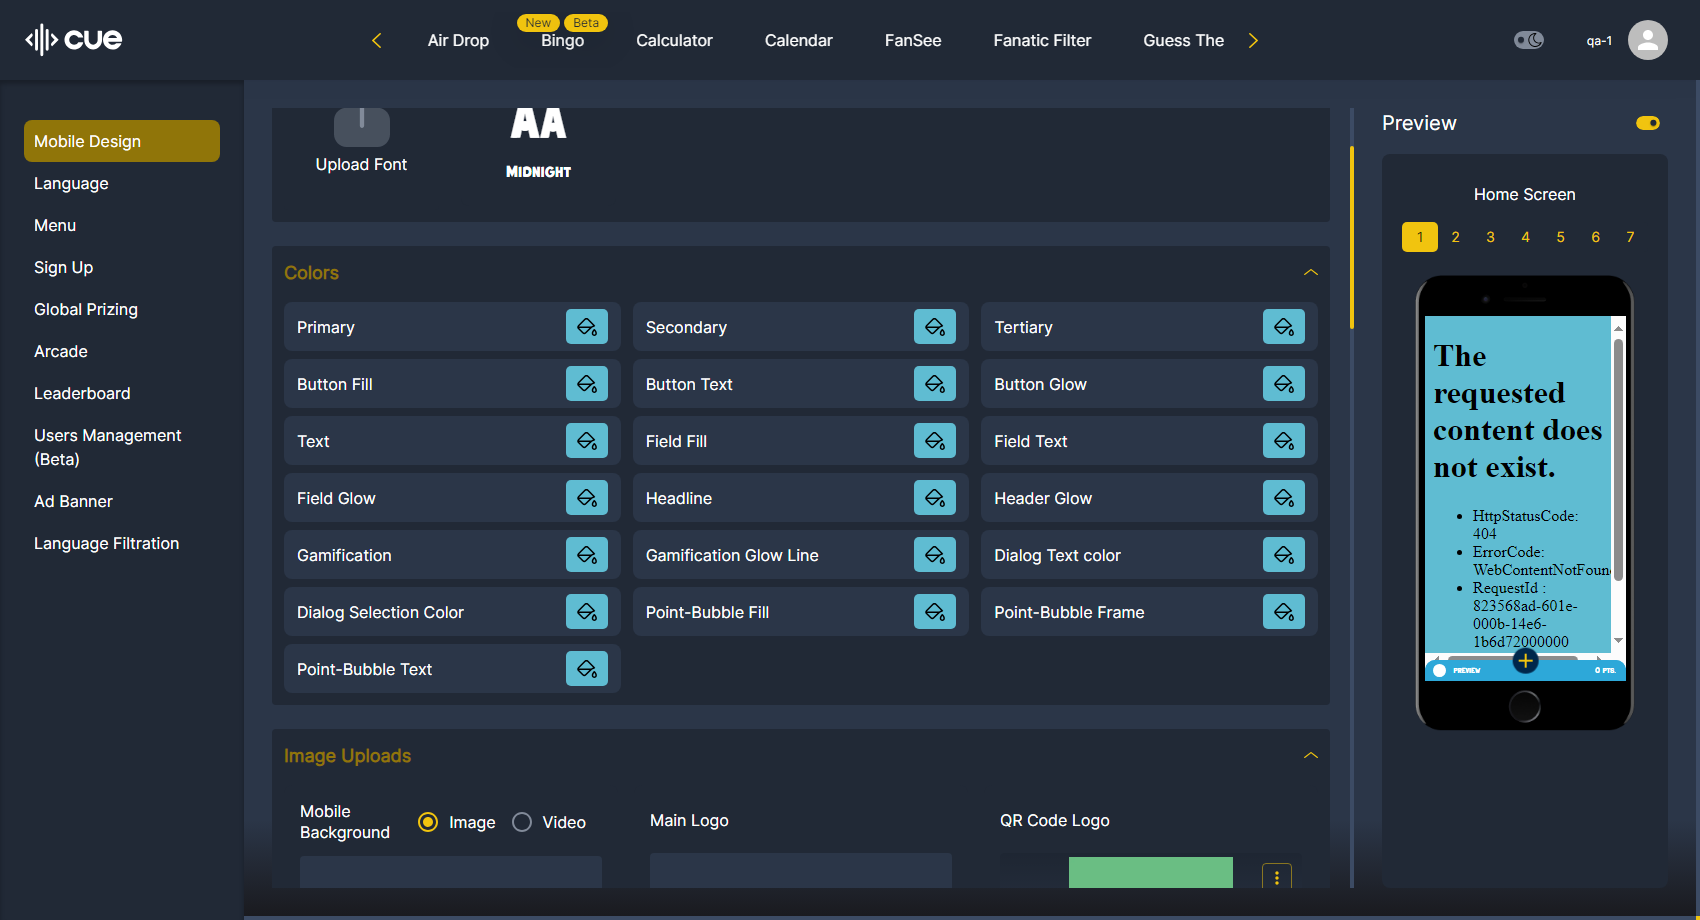 cue
Air Drop
New
Beta
Bingo
Calculator
Calendar
FanSee
Fanatic Filter
Guess The
qa-1
Mobile Design
Language
Menu
Sign Up
Global Prizing
Arcade
Leaderboard
Users Management
(Beta)
Ad Banner
Language Filtration
Upload Font
AA
MIDNIGHT
Colors
Primary
Secondary
Tertiary
Button Fill
Button Text
Button Glow
Text
Field Fill
Field Text
Field Glow
Headline
Header Glow
Gamification
Gamification Glow Line
Dialog Text color
Dialog Selection Color
Point-Bubble Fill
Point-Bubble Frame
Point-Bubble Text
Image Uploads
Mobile
Background
Image
Video
Main Logo
QR Code Logo
Preview
Home Screen
1 2 3 4 5 6 7
The
requested
content does
not exist.
HttpStatusCode:
404
ErrorCode:
WebContentNotFoun
RequestId :
823568ad-601e-
000b-14e6-
1b6d72000000
PREVIEW
0 PTS.